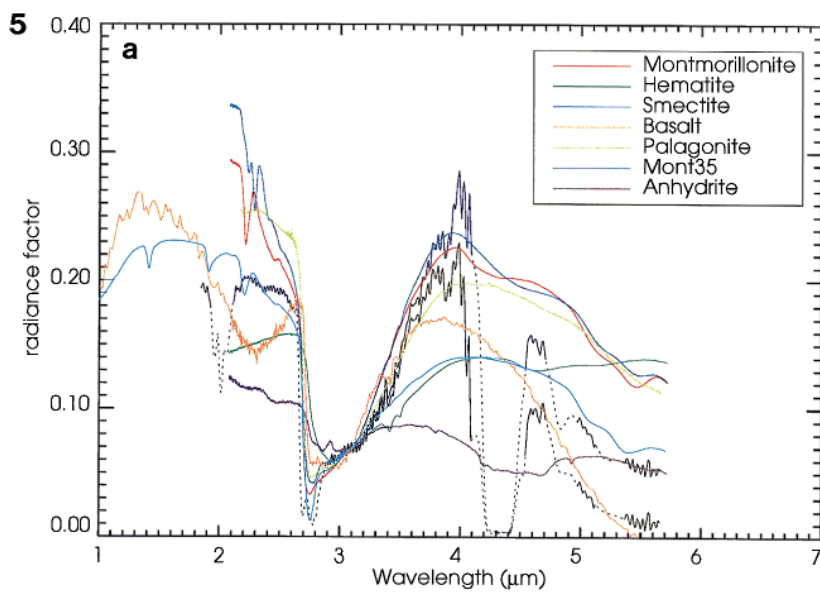 5
a
0.40
0.30
0.20
0.10
0.00
radiance factor
Montmorillonite
Hematite
Smectite
Basalt
Palagonite
Mont35
Anhydrite
1 2 3 4 5 6 7
Wavelength (μm)